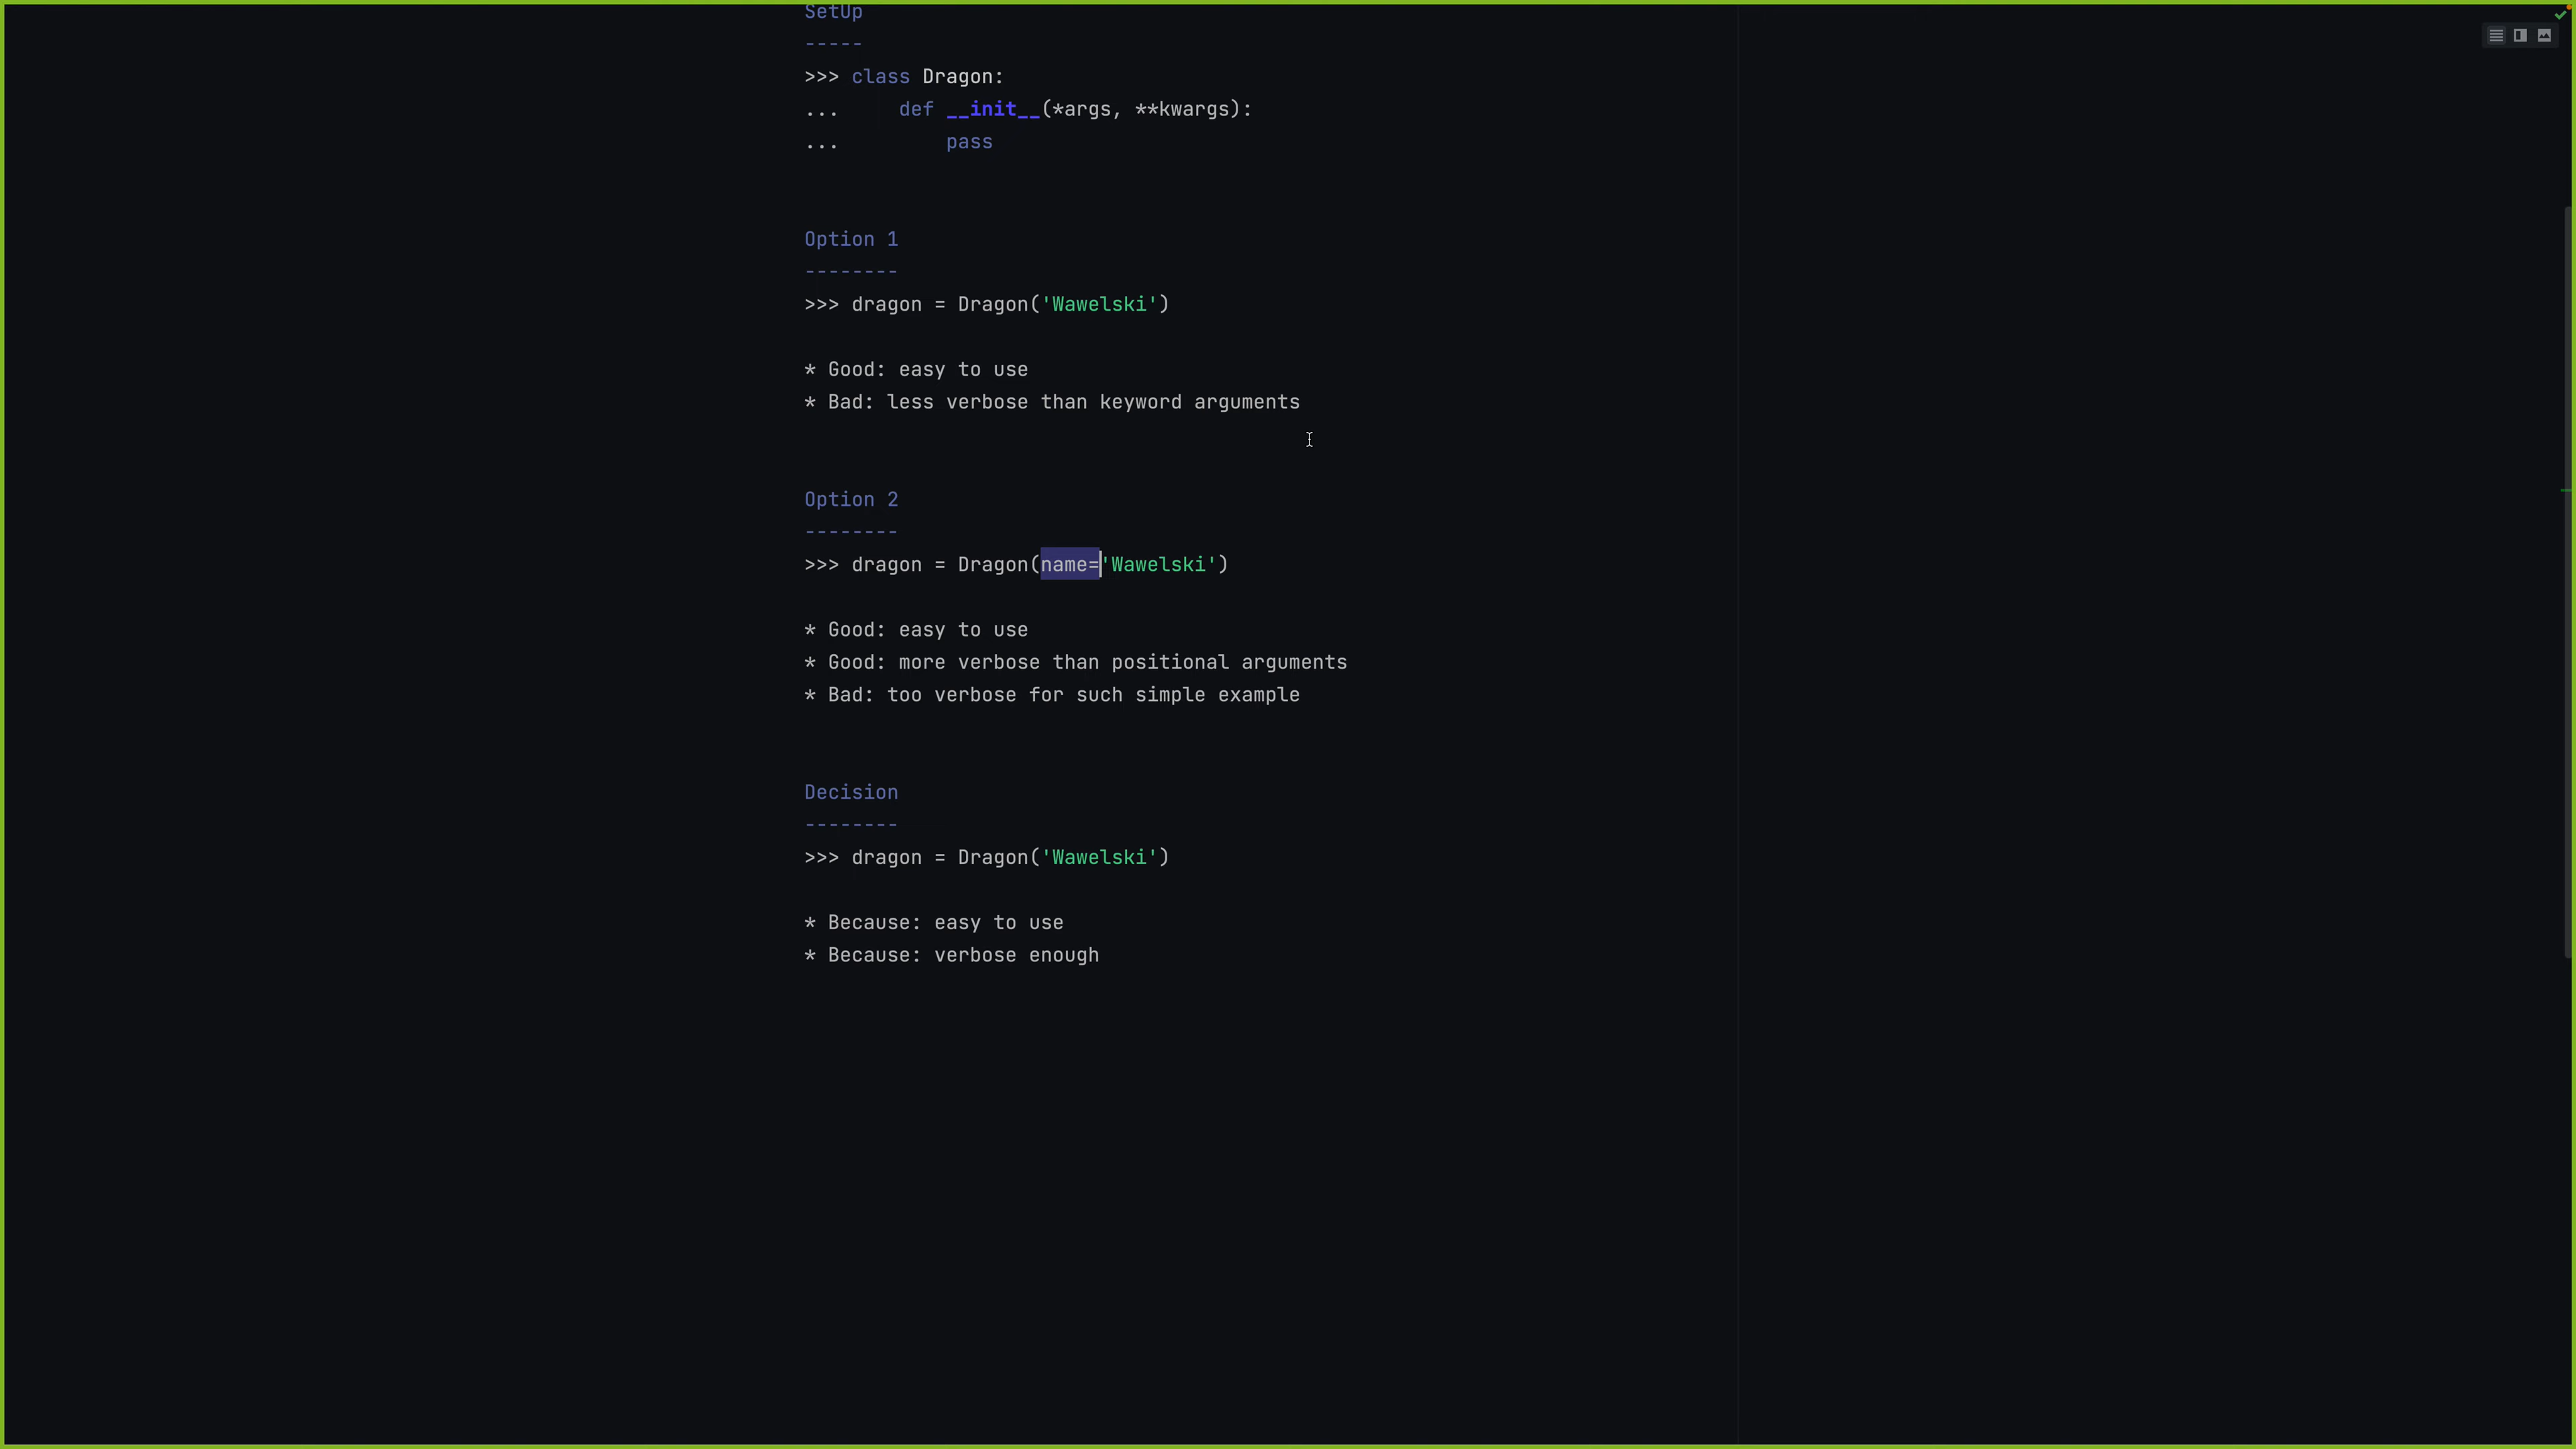 SetUp
-----
>>> class Dragon:
...     def __init__(*args, **kwargs):
...         pass
Option 1
--------
>>> dragon = Dragon('Wawelski')
* Good: easy to use
* Bad: less verbose than keyword arguments
Option 2
--------
>>> dragon = Dragon(name='Wawelski')
* Good: easy to use
* Good: more verbose than positional arguments
* Bad: too verbose for such simple example
Decision
--------
>>> dragon = Dragon('Wawelski')
* Because: easy to use
* Because: verbose enough